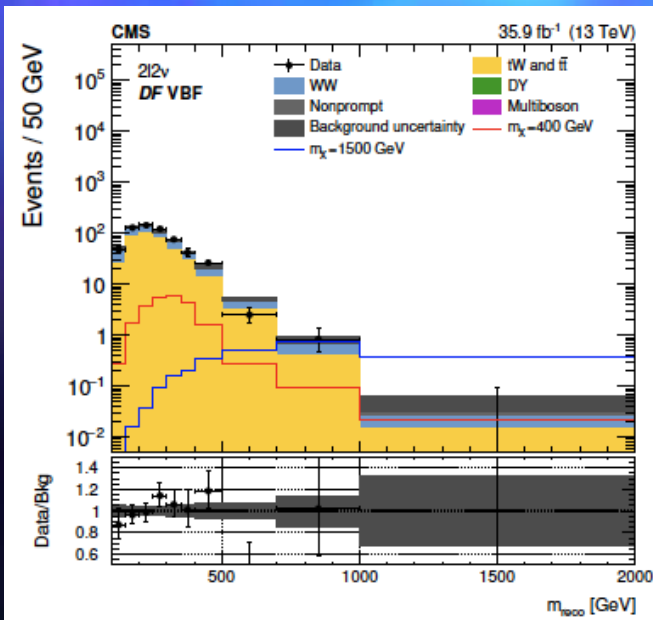 CMS 35.9 fb⁻¹ (13 TeV)
2l2ν
DF VBF
Data
WW
Nonprompt
Background uncertainty
mₓ=1500 GeV
tW and tt̄
DY
Multiboson
mₓ=400 GeV
Events / 50 GeV
10⁵
10⁴
10³
10²
10
1
10⁻¹
10⁻²
Data/Bkg
1.4
1.2
1
0.8
0.6
500 1000 1500 2000
m_reco [GeV]